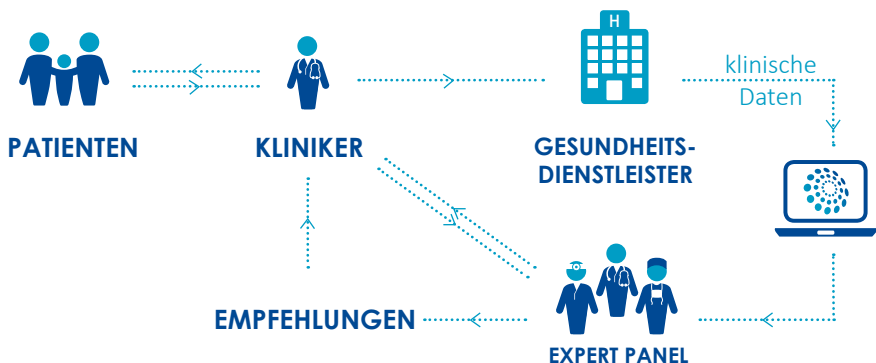 H
klinische
Daten
PATIENTEN
KLINIKER
GESUNDHEITS-
DIENSTLEISTER
EMPFEHLUNGEN
EXPERT PANEL